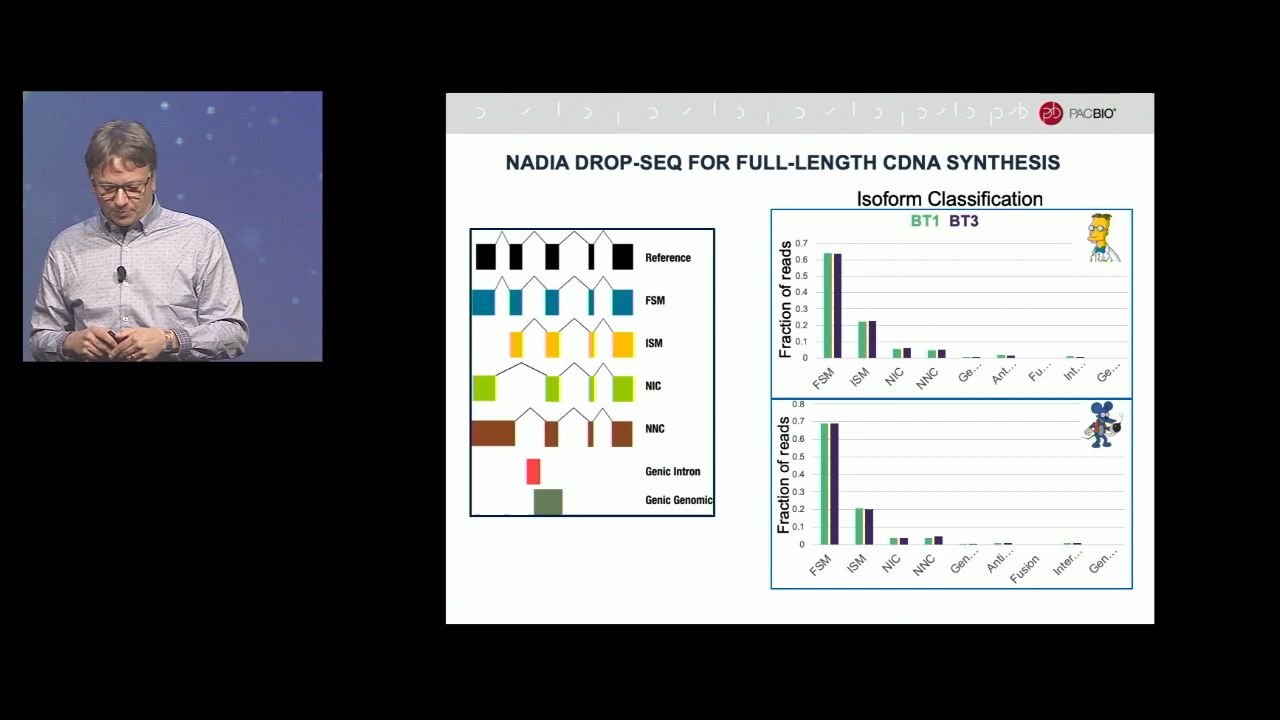 PACBIO
NADIA DROP-SEQ FOR FULL-LENGTH CDNA SYNTHESIS
Reference
FSM
ISM
NIC
NNC
Genic Intron
Genic Genomic
Isoform Classification
BT1 BT3
Fraction of reads
0.7
0.6
0.5
0.4
0.3
0.2
0.1
0
FSM
ISM
NIC
NNC
Ge...
Ant...
Fu...
Int...
Ge...
Fraction of reads
0.8
0.7
0.6
0.5
0.4
0.3
0.2
0.1
0
FSM
ISM
NIC
NNC
Gen...
Anti...
Fusion
Inter...
Gen...